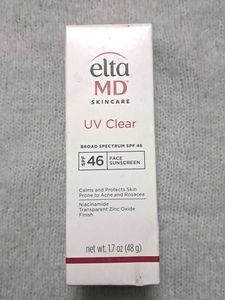 elta
MD®
SKINCARE
UV Clear
BROAD SPECTRUM SPF 46
SPF 46 FACE
SUNSCREEN
Calms and Protects Skin
Prone to Acne and Rosacea
Niacinamide
Transparent Zinc Oxide
Finish
net wt. 1.7 oz (48 g)